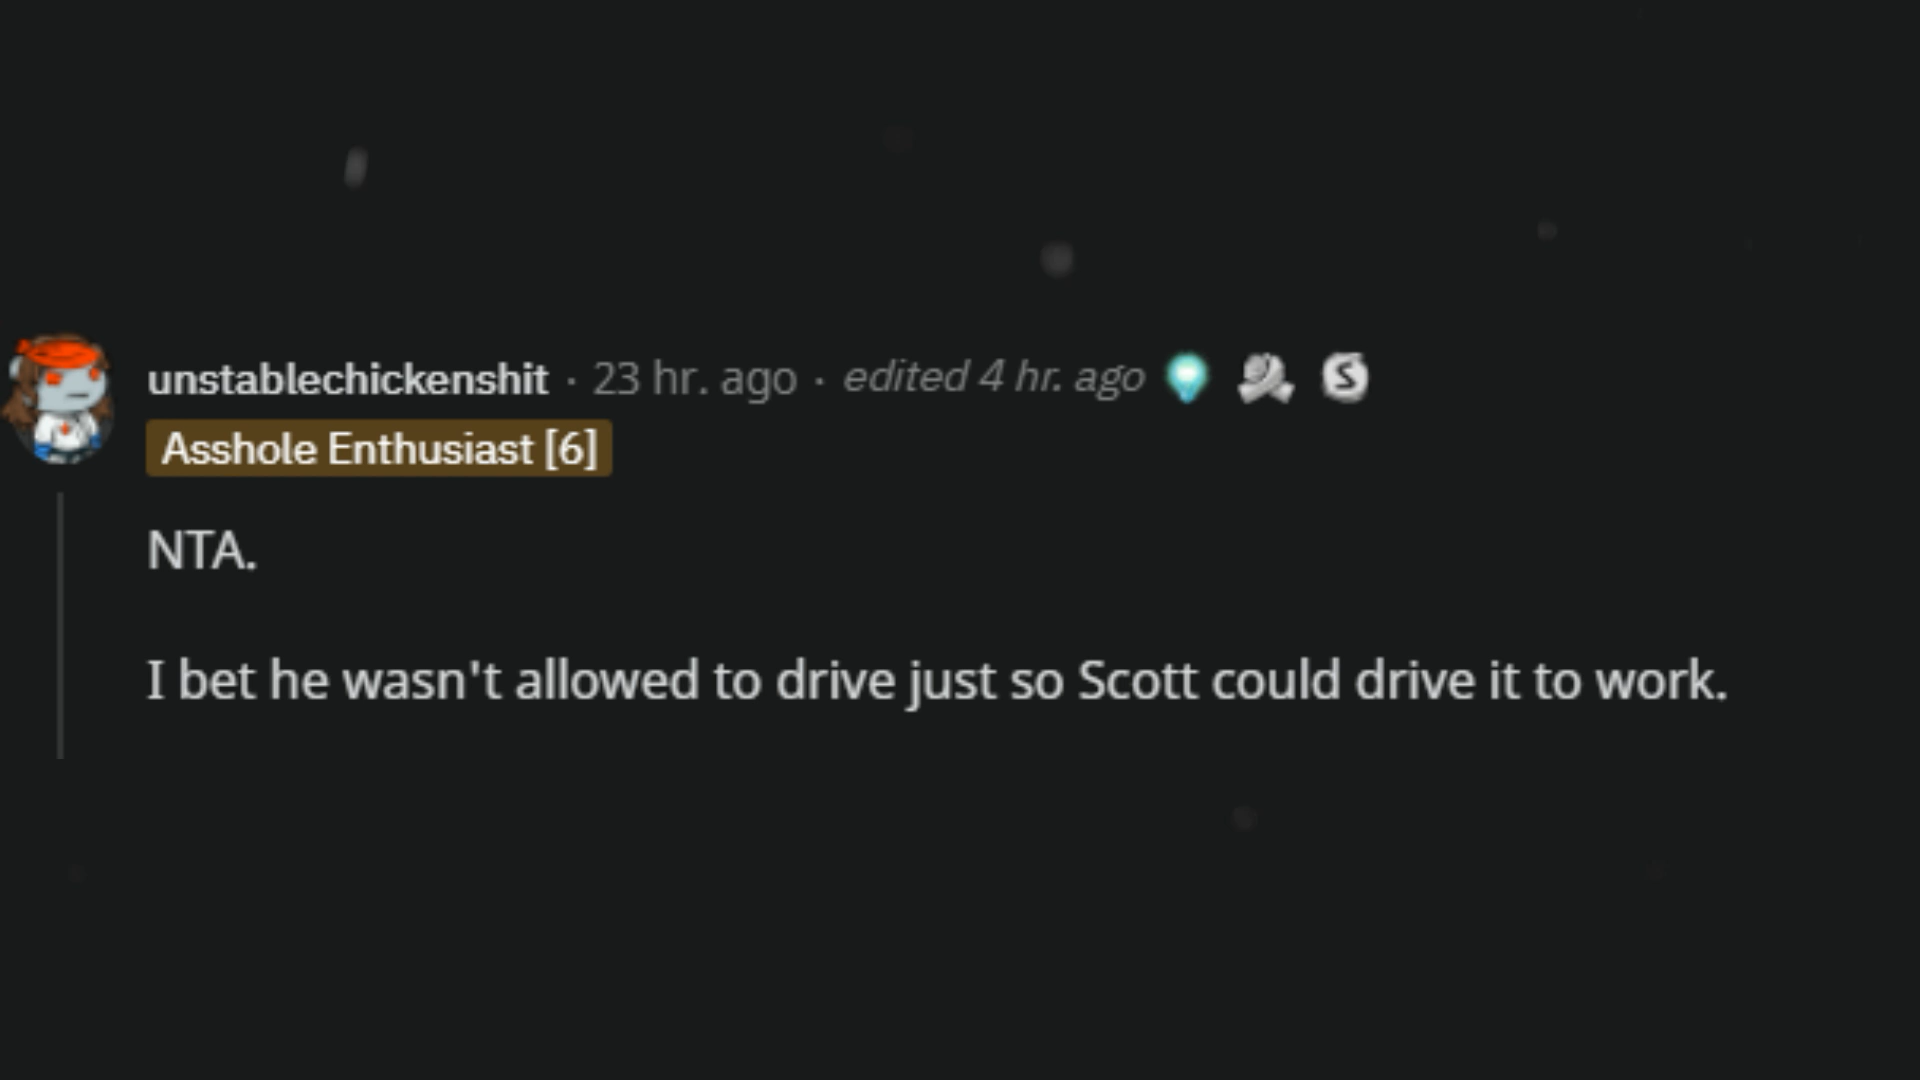 unstablechickenshit · 23 hr. ago · edited 4 hr. ago S
Asshole Enthusiast [6]
NTA.
I bet he wasn't allowed to drive just so Scott could drive it to work.